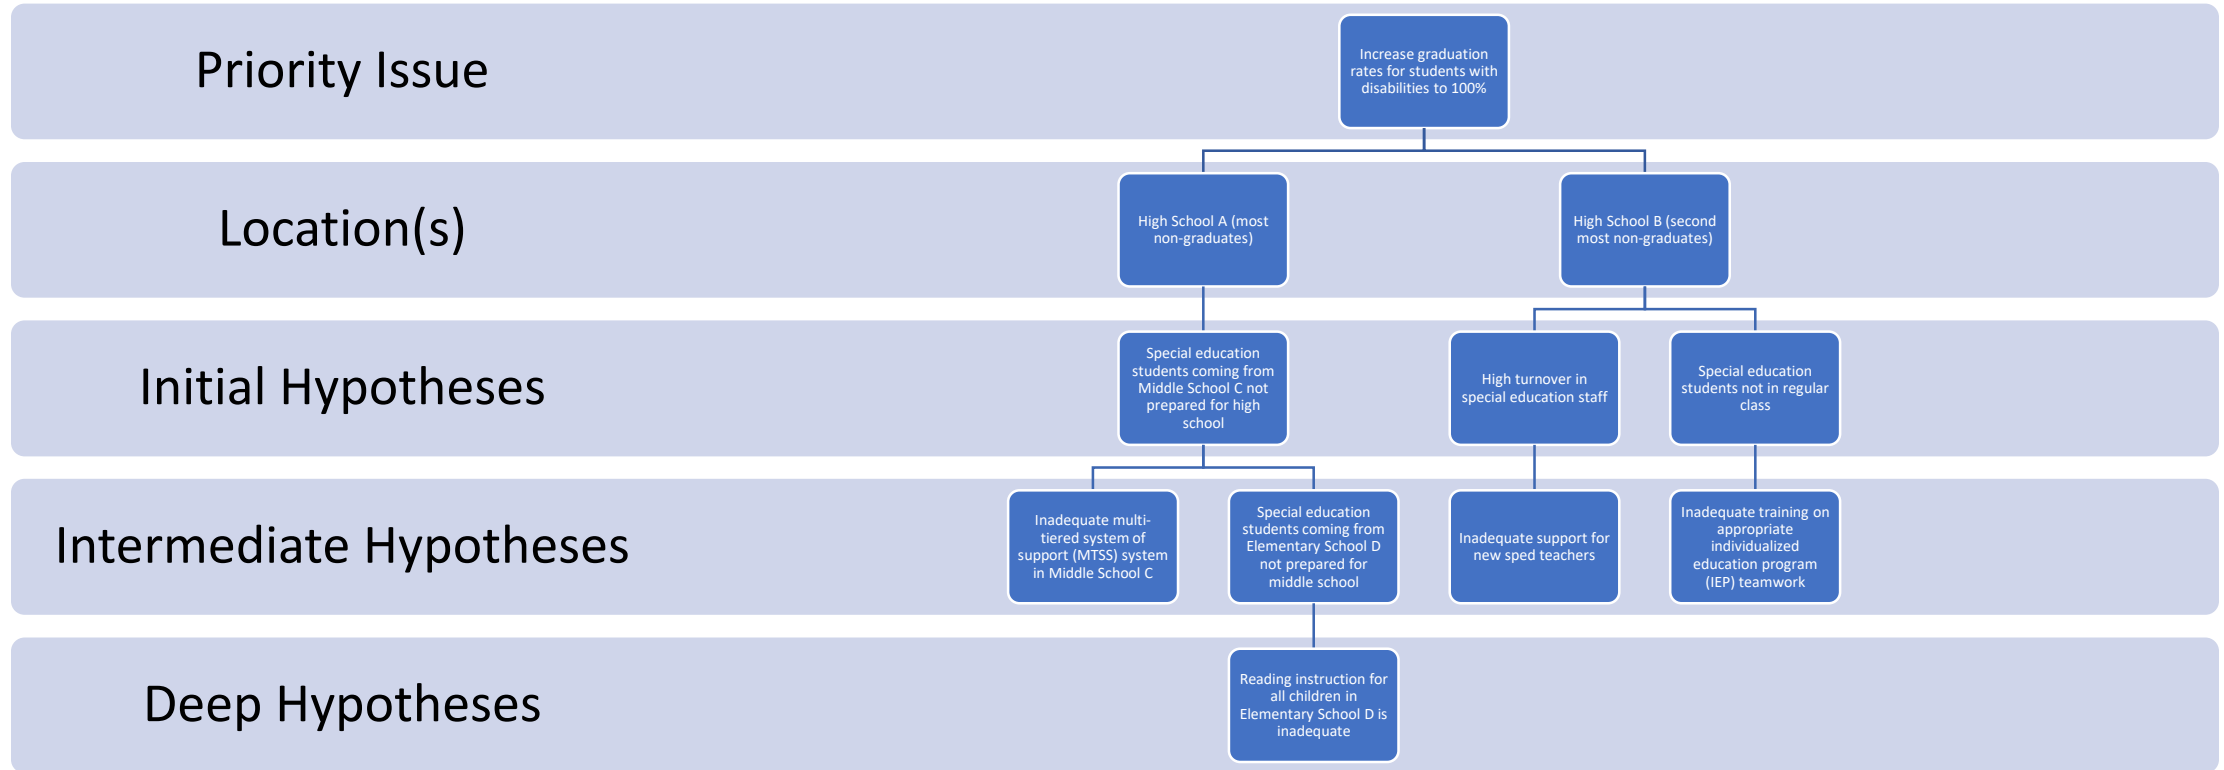 Priority Issue
Increase graduation
rates for students with
disabilities to 100%
Location(s)
High School A (most
non-graduates)
High School B (second
most non-graduates)
Initial Hypotheses
Special education
students coming from
Middle School C not
prepared for high
school
High turnover in
special education staff
Special education
students not in regular
class
Intermediate Hypotheses
Inadequate multi-
tiered system of
support (MTSS) system
in Middle School C
Special education
students coming from
Elementary School D
not prepared for
middle school
Inadequate support for
new sped teachers
Inadequate training on
appropriate
individualized
education program
(IEP) teamwork
Deep Hypotheses
Reading instruction for
all children in
Elementary School D is
inadequate